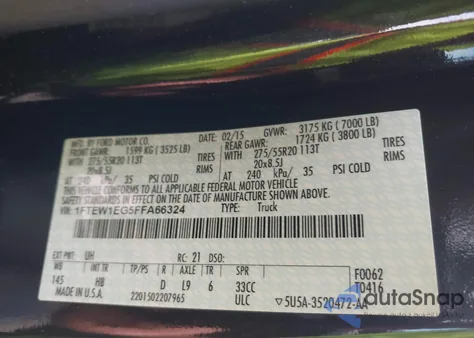 MFD. BY FORD MOTOR CO.
DATE: 02/15 GVWR: 3175 KG ( 7000 LB)
FRONT GAWR: 1599 KG ( 3525 LB) REAR GAWR: 1724 KG ( 3800 LB)
WITH 275/55R20 113T TIRES WITH 275/55R20 113T TIRES
20x8.5J 20x8.5J
AT 240 kPa/ 35 PSI COLD AT 240 kPa/ 35 PSI COLD
THIS VEHICLE CONFORMS TO ALL APPLICABLE FEDERAL MOTOR VEHICLE
SAFETY STANDARDS IN EFFECT ON THE DATE OF MANUFACTURE SHOWN ABOVE.
VIN: 1FTEW1EG5FFA66324 TYPE: Truck
EXT PNT: UH RC: 21 DSO: F0062
WB INT TR TP/PS R AXLE TR SPR T0416
145 HB D L9 6 33CC
MADE IN U.S.A. 2201502207965 ULC 5U5A-3520472-AA
autoSnap